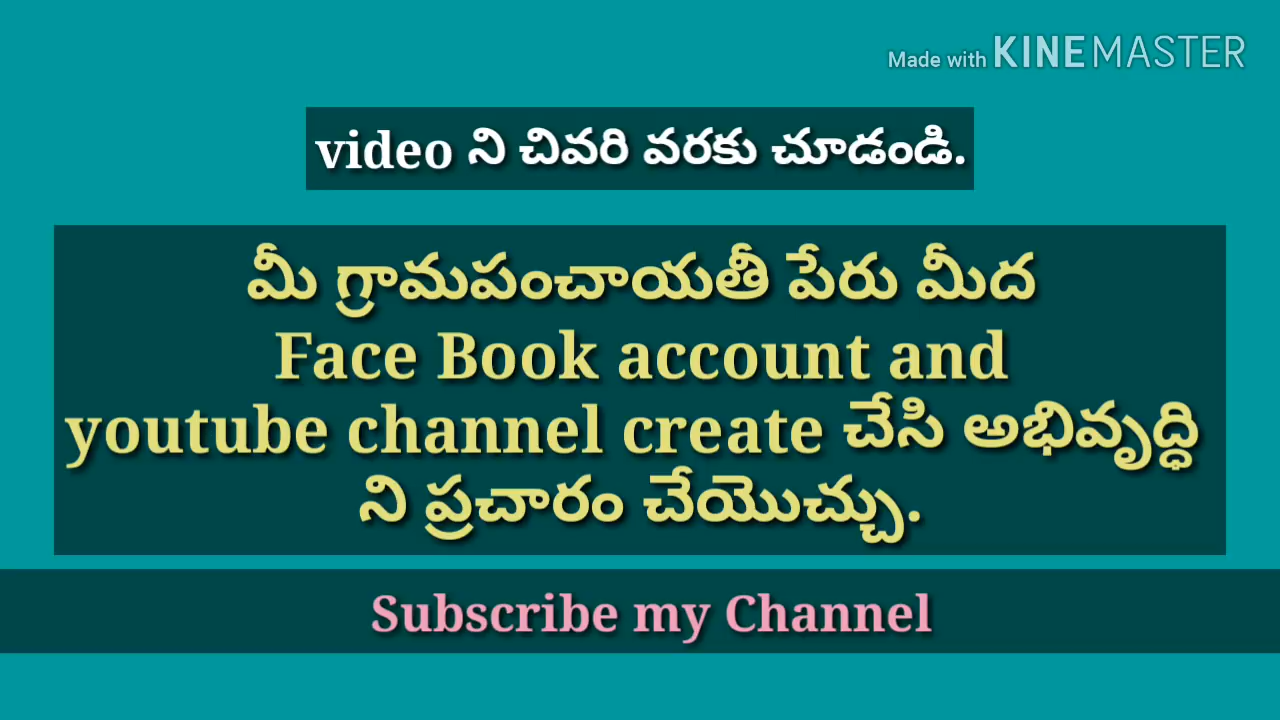 Made with KINEMASTER
video ని చివరి వరకు చూడండి.
మీ గ్రామపంచాయతీ పేరు మీద
Face Book account and
youtube channel create చేసి అభివృద్ధి
ని ప్రచారం చేయొచ్చు.
Subscribe my Channel